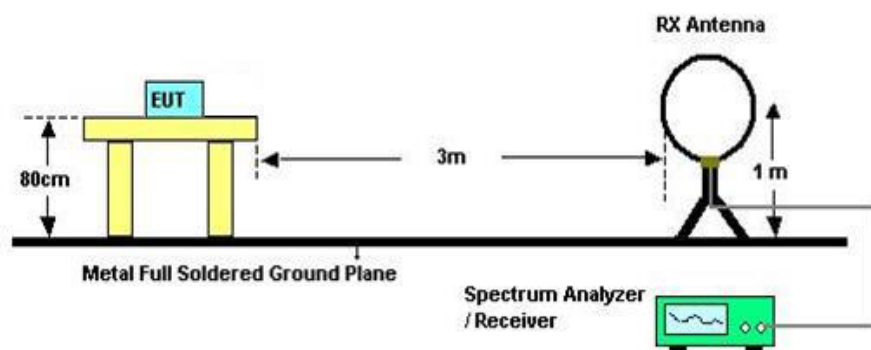 RX Antenna
EUT
80cm
3m
1 m
Metal Full Soldered Ground Plane
Spectrum Analyzer
/ Receiver